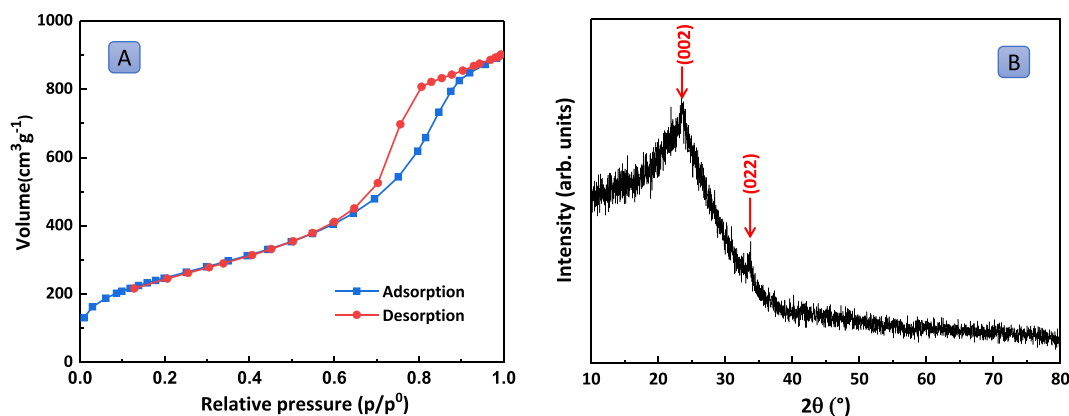 A
1000
800
600
400
200
0
Volume(cm³g⁻¹)
Adsorption
Desorption
0.0 0.2 0.4 0.6 0.8 1.0
Relative pressure (p/p⁰)
B
(002)
(022)
Intensity (arb. units)
10 20 30 40 50 60 70 80
2θ (°)